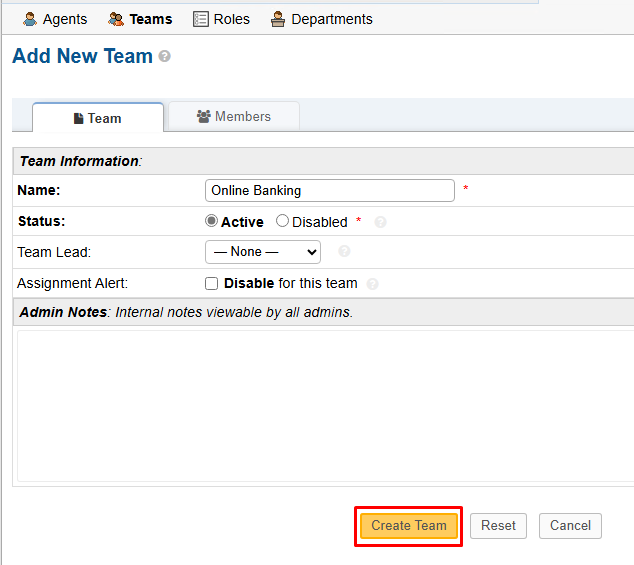 Agents Teams Roles Departments
Add New Team ?
Team Members
Team Information:
Name: Online Banking *
Status: Active Disabled * ?
Team Lead: — None — ?
Assignment Alert: Disable for this team ?
Admin Notes: Internal notes viewable by all admins.
Create Team Reset Cancel